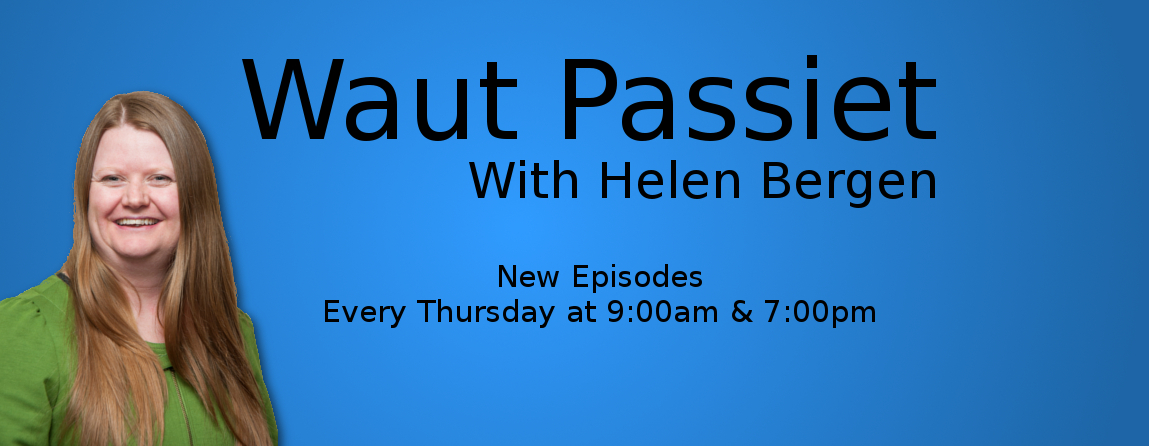 Waut Passiet
With Helen Bergen
New Episodes
Every Thursday at 9:00am & 7:00pm